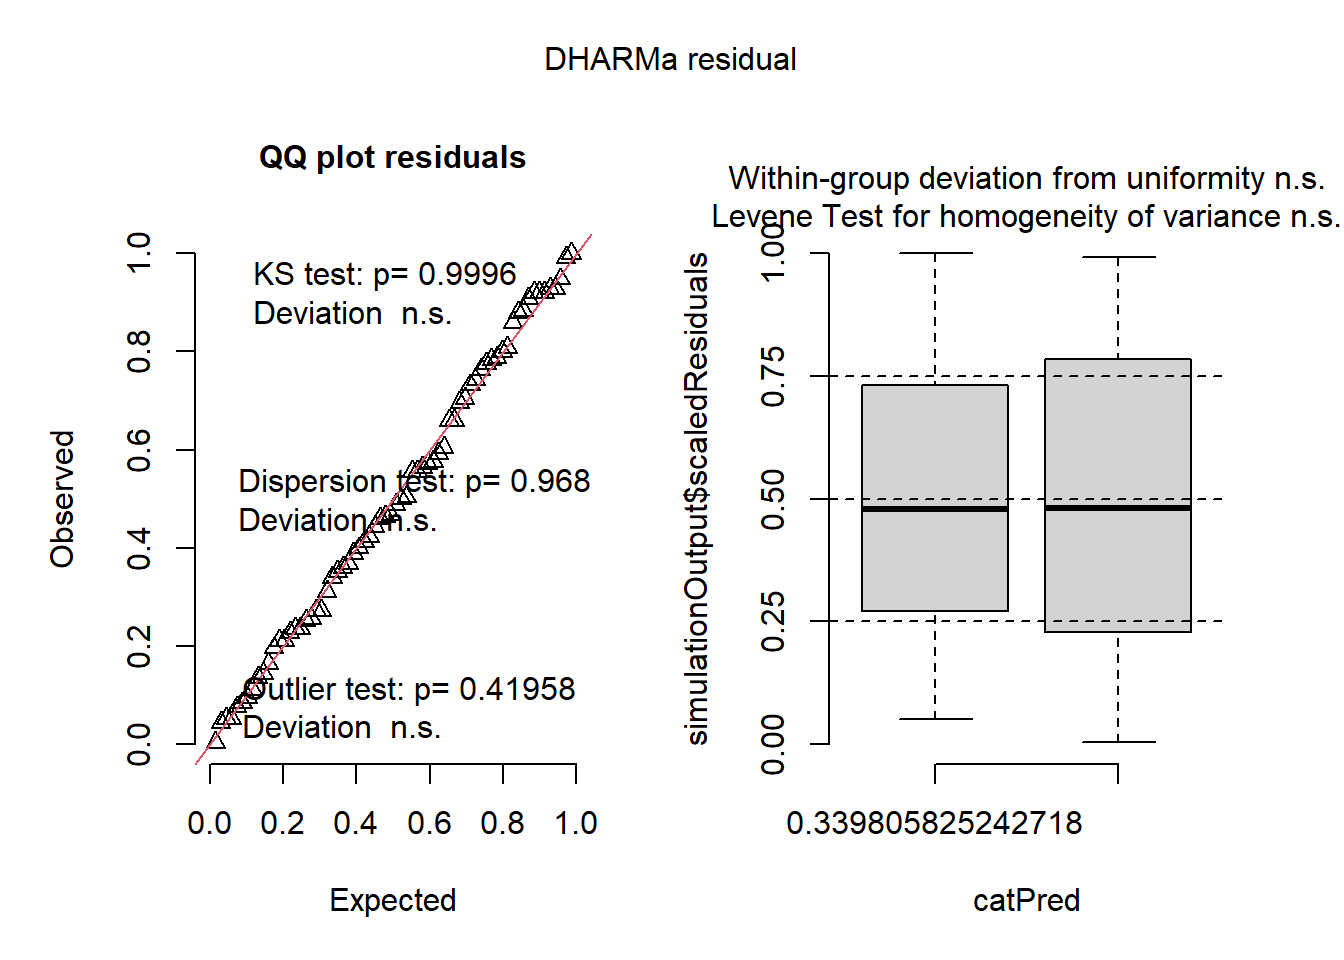 DHARMa residual
QQ plot residuals
KS test: p= 0.9996
Deviation  n.s.
Dispersion test: p= 0.968
Deviation  n.s.
Outlier test: p= 0.41958
Deviation  n.s.
Observed
0.0 0.2 0.4 0.6 0.8 1.0
0.0 0.2 0.4 0.6 0.8 1.0
Expected
Within-group deviation from uniformity n.s.
Levene Test for homogeneity of variance n.s.
simulationOutput$scaledResiduals
0.00 0.25 0.50 0.75 1.00
0.339805825242718
catPred